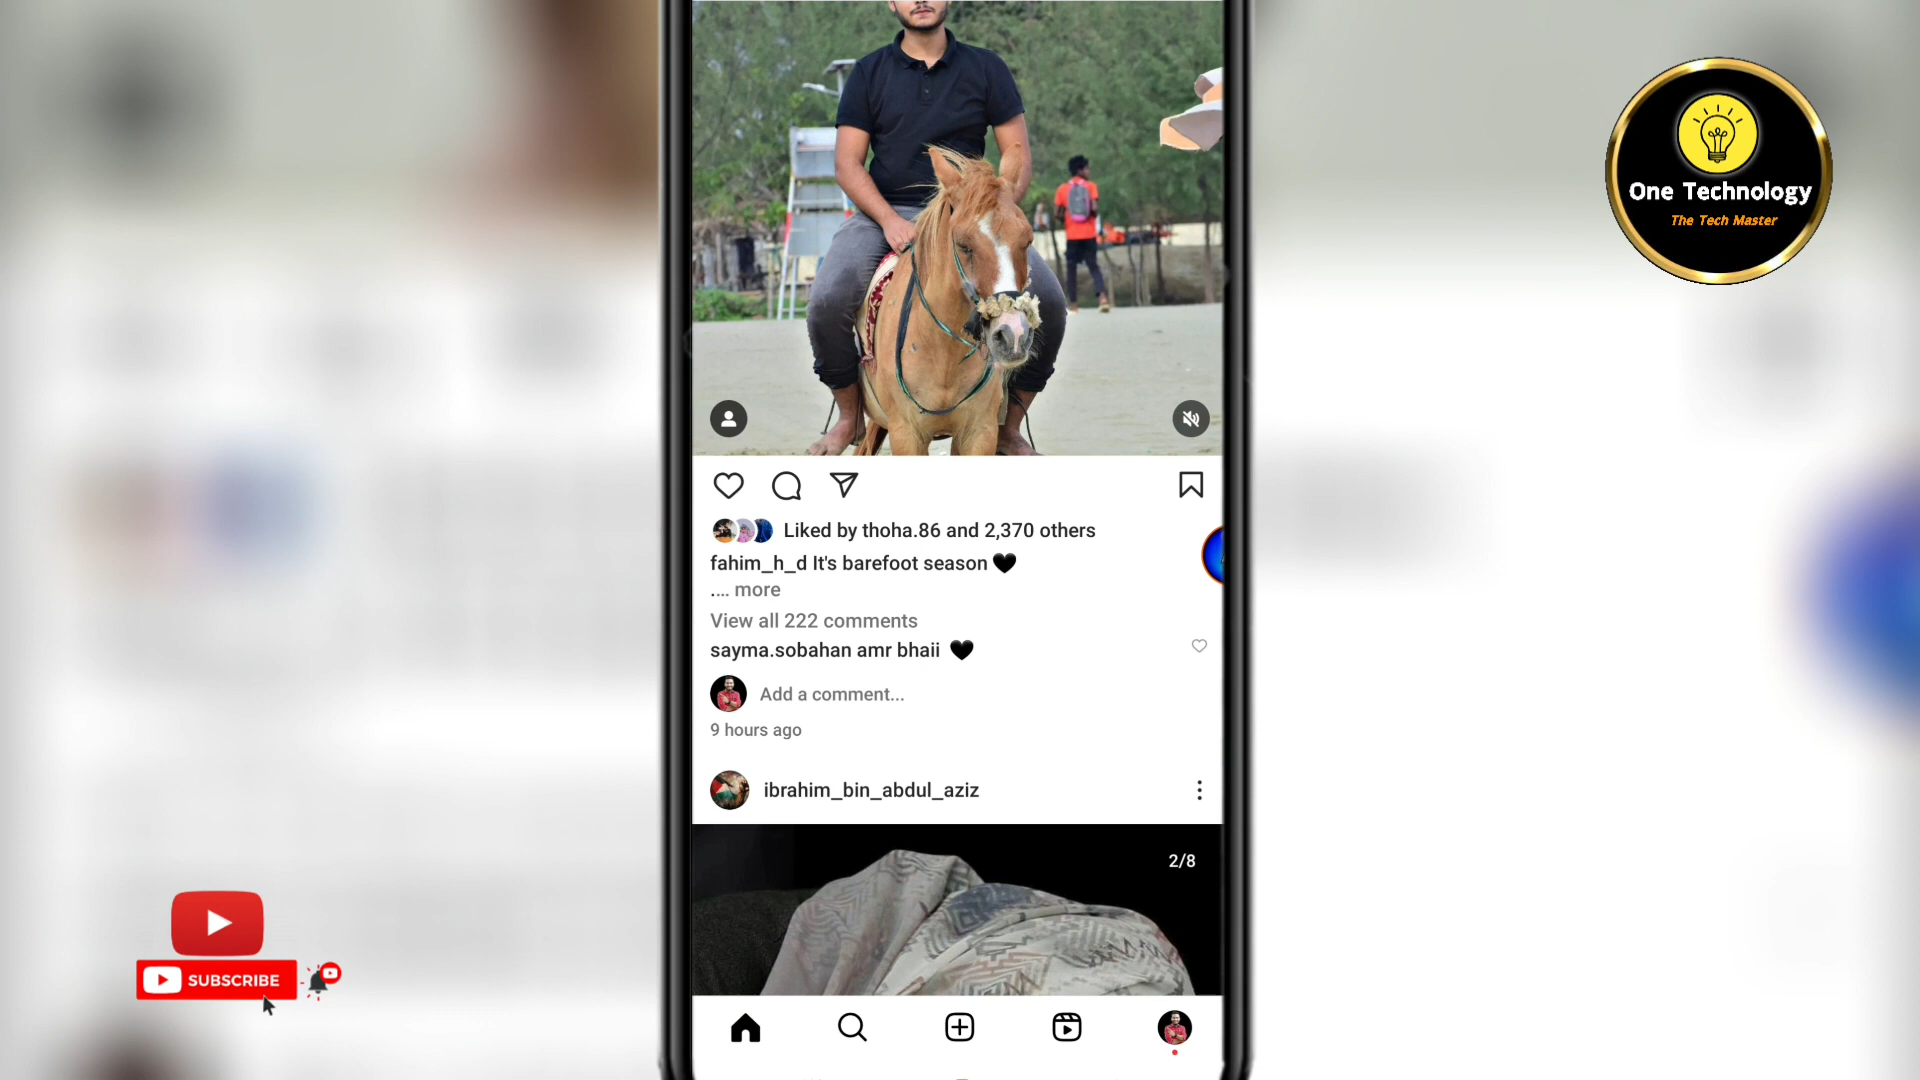 One Technology
The Tech Master
Liked by thoha.86 and 2,370 others
fahim_h_d It's barefoot season🖤
.... more
View all 222 comments
sayma.sobahan amr bhaii 🖤
Add a comment...
9 hours ago
ibrahim_bin_abdul_aziz
2/8
SUBSCRIBE